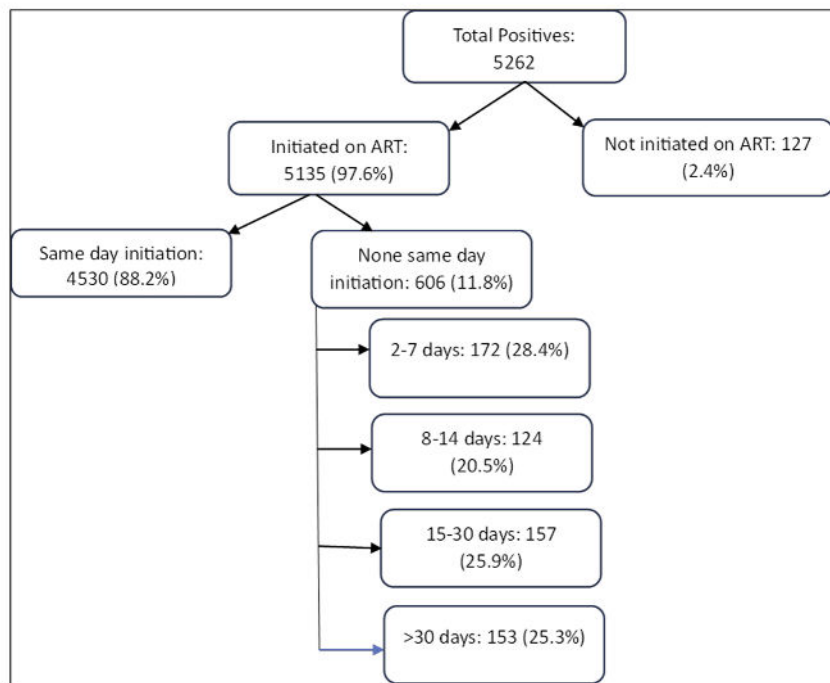 Total Positives:
5262
Initiated on ART:
5135 (97.6%)
Not initiated on ART: 127
(2.4%)
Same day initiation:
4530 (88.2%)
None same day
initiation: 606 (11.8%)
2-7 days: 172 (28.4%)
8-14 days: 124
(20.5%)
15-30 days: 157
(25.9%)
>30 days: 153 (25.3%)